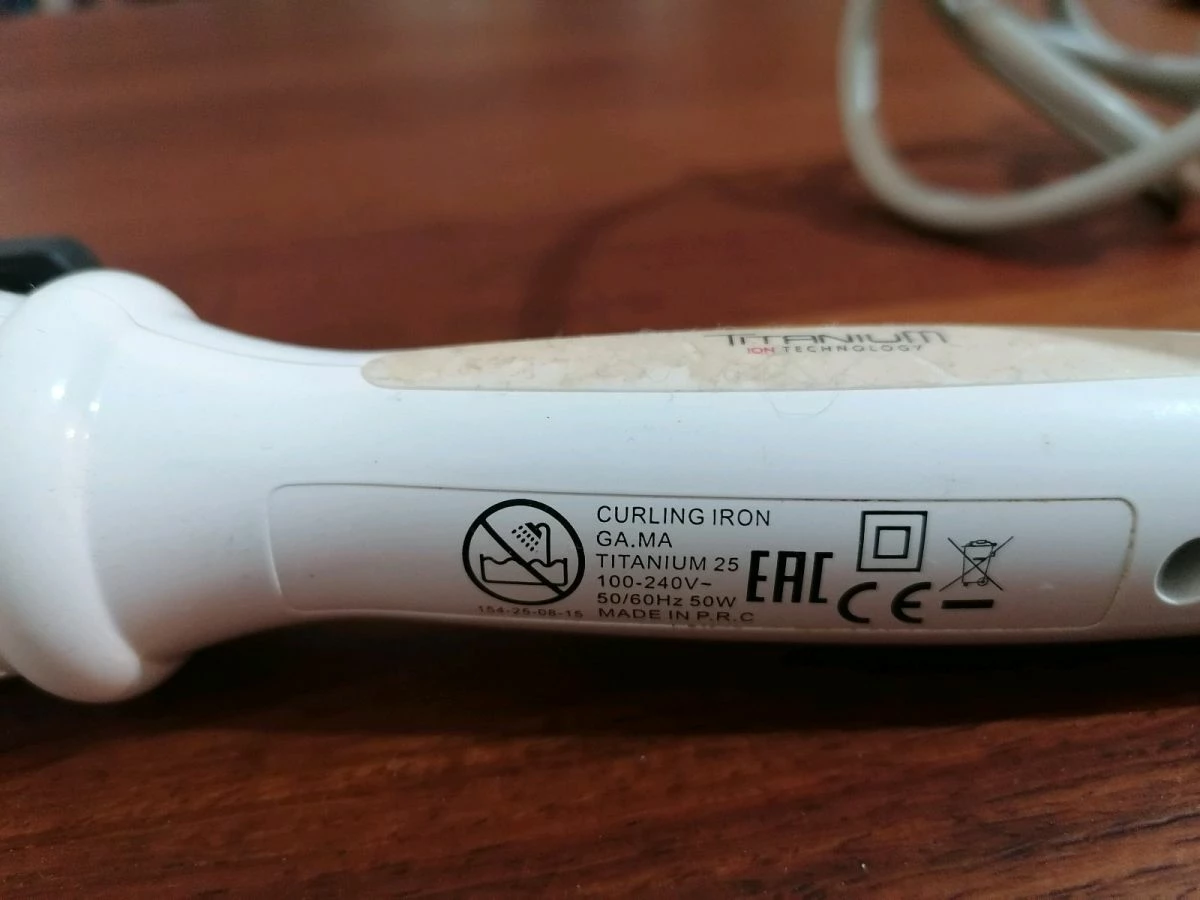 TITANIUM
ION TECHNOLOGY
CURLING IRON
GA.MA
TITANIUM 25
100-240V~
50/60Hz 50W
MADE IN P.R.C
154-25-08-15
EAC
CE